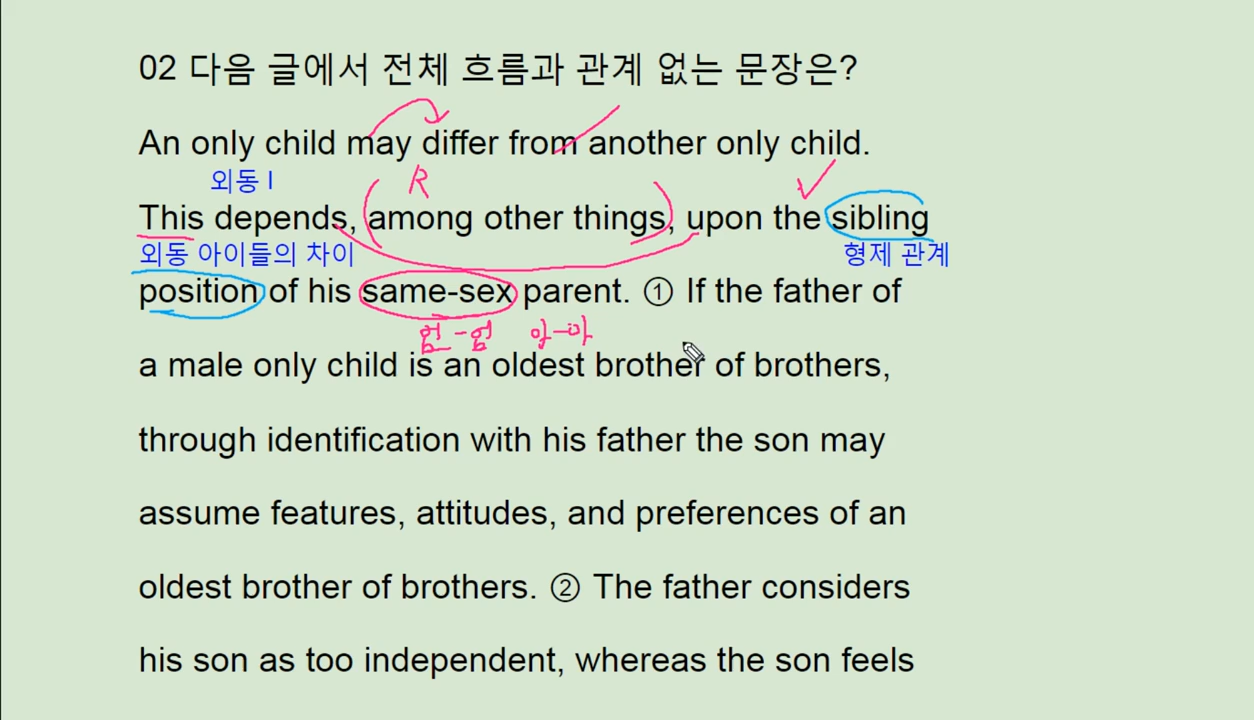 02 다음 글에서 전체 흐름과 관계 없는 문장은?
An only child may differ from another only child.
외동 I
R
This depends, among other things, upon the sibling
외동 아이들의 차이
형제 관계
position of his same-sex parent. ① If the father of
a male only child is an oldest brother of brothers,
through identification with his father the son may
assume features, attitudes, and preferences of an
oldest brother of brothers. ② The father considers
his son as too independent, whereas the son feels